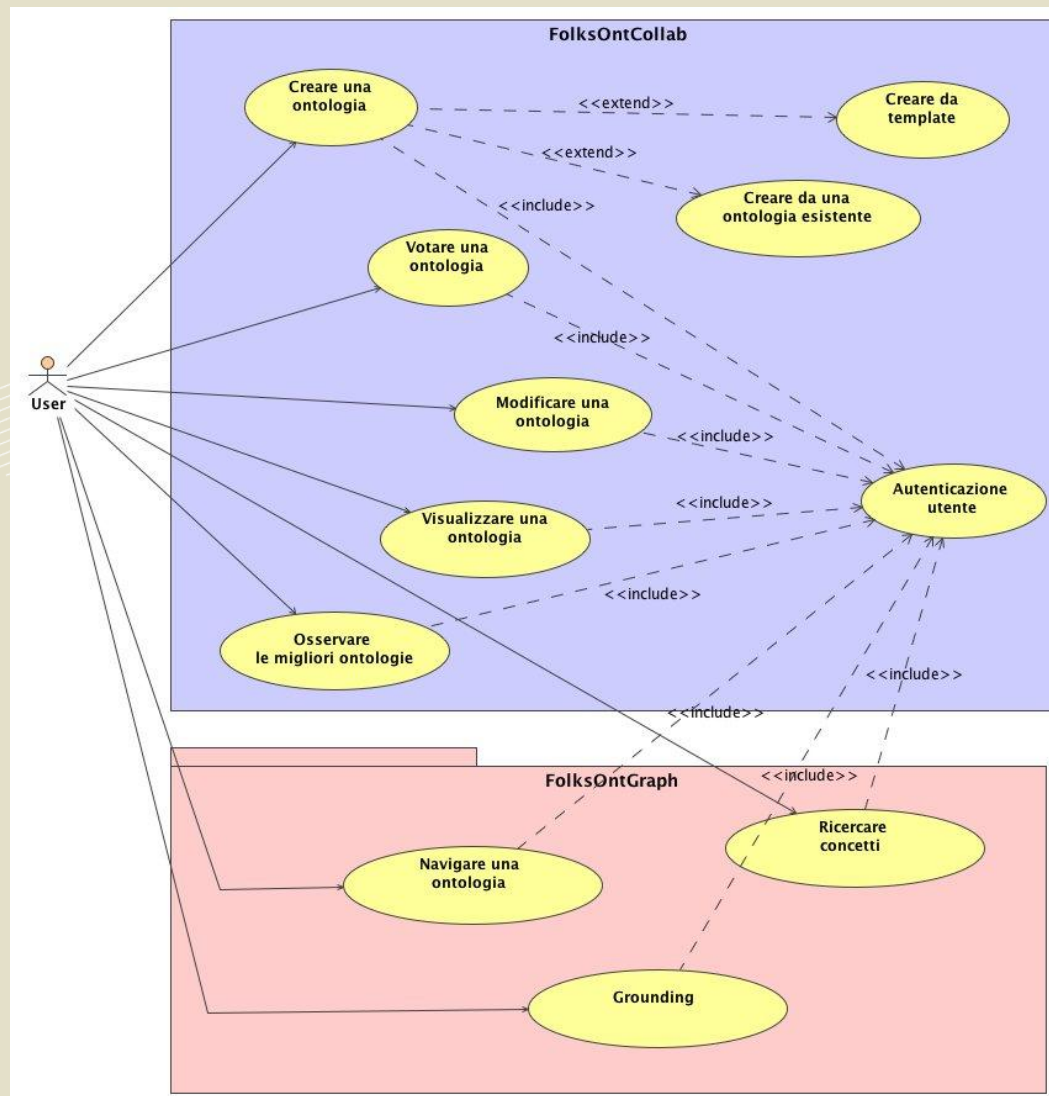 FolksOntCollab
Creare una
ontologia
<<extend>>
Creare da
template
<<extend>>
Creare da una
ontologia esistente
<<include>>
Votare una
ontologia
<<include>>
User
Modificare una
ontologia
<<include>>
Autenticazione
utente
Visualizzare una
ontologia
<<include>>
<<include>>
Osservare
le migliori ontologie
<<include>>
<<include>>
FolksOntGraph
<<include>>
Ricercare
concetti
Navigare una
ontologia
Grounding